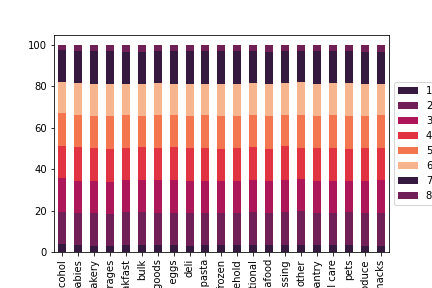 100
80
60
40
20
0
1
2
3
4
5
6
7
8
cohol
abies
akery
rages
kfast
bulk
goods
eggs
deli
pasta
rozen
ehold
tional
afood
ssing
other
antry
l care
pets
duce
nacks